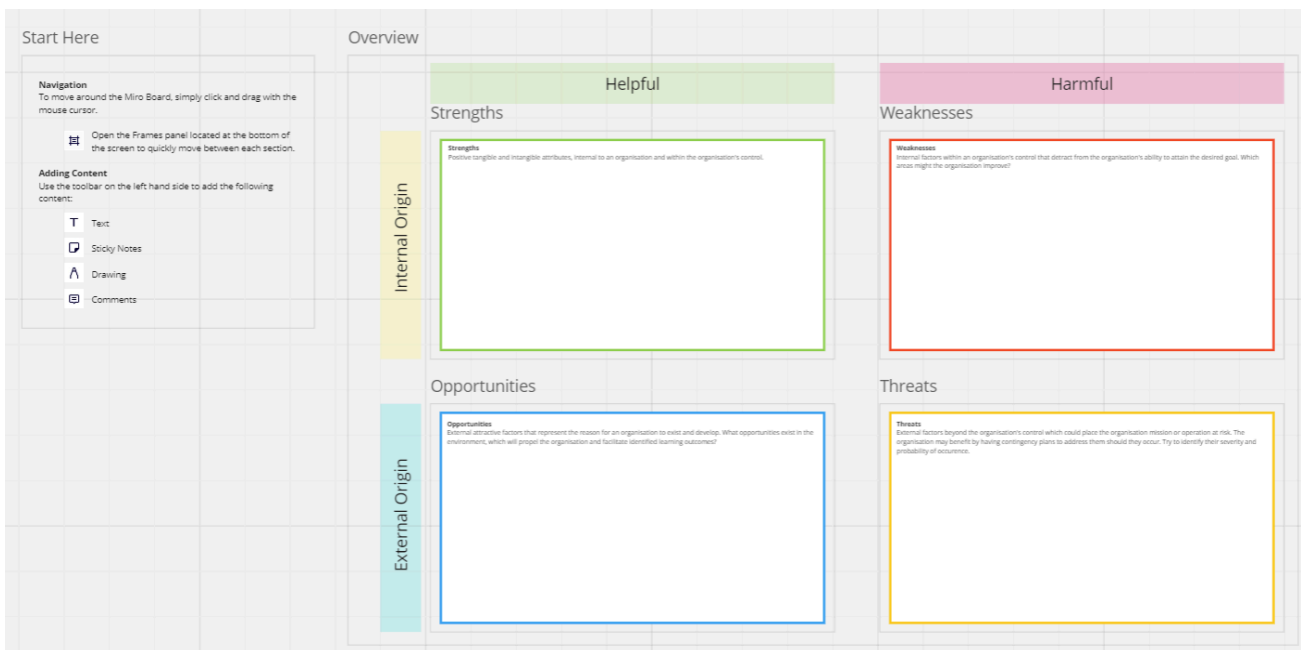 Start Here
Navigation
To move around the Miro Board, simply click and drag with the
mouse cursor.
Open the Frames panel located at the bottom of
the screen to quickly move between each section.
Adding Content
Use the toolbar on the left hand side to add the following
content:
T Text
Sticky Notes
Drawing
Comments
Overview
Helpful
Harmful
Internal Origin
Strengths
Strengths
Positive tangible and intangible attributes, internal to an organisation and within the organisation's control.
Weaknesses
Weaknesses
Internal factors within an organisation's control that detract from the organisation's ability to attain the desired goal. Which
areas might the organisation improve?
External Origin
Opportunities
Opportunities
External attractive factors that represent the reason for an organisation to exist and develop. What opportunities exist in the
environment, which will propel the organisation and facilitate identified learning outcomes?
Threats
Threats
External factors beyond the organisation's control which could place the organisation mission or operation at risk. The
organisation may benefit by having contingency plans to address them should they occur. Try to identify their severity and
probability of occurence.